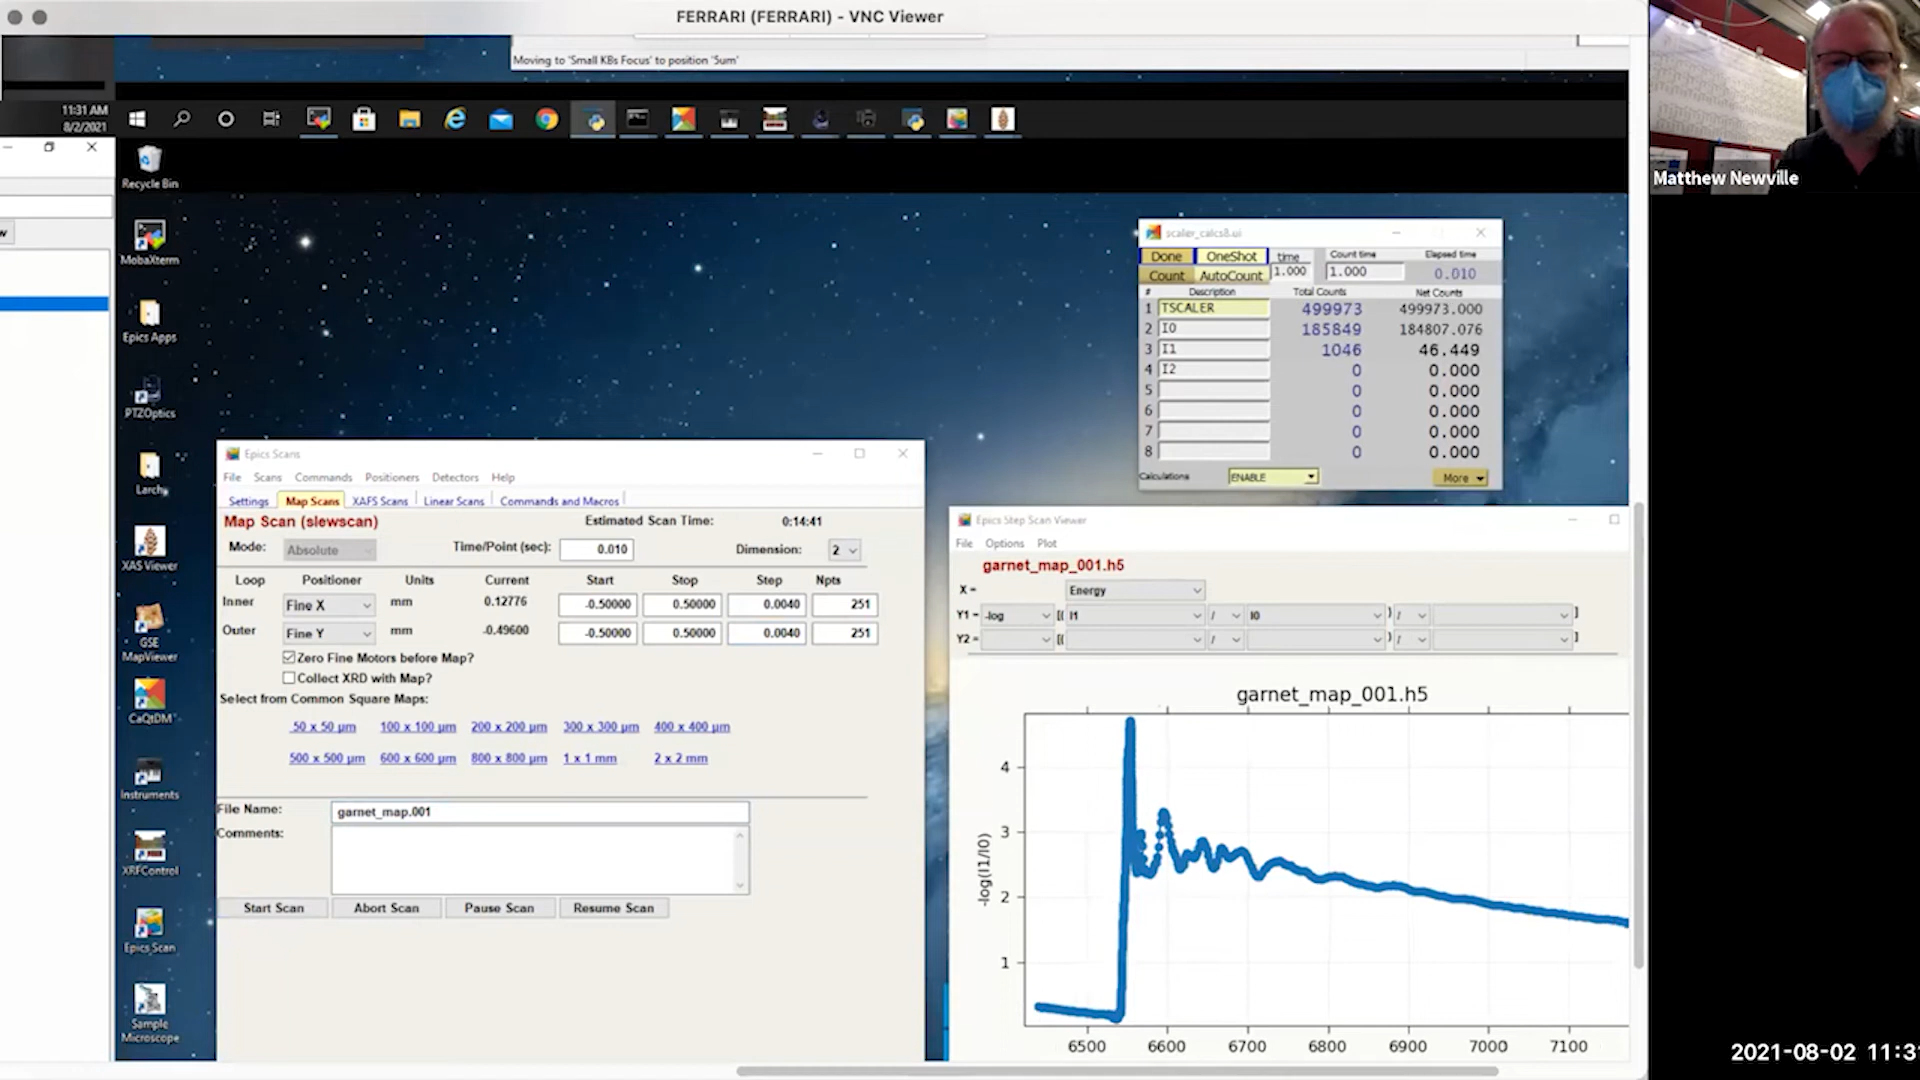 FERRARI (FERRARI) - VNC Viewer
Moving to 'Small KBs Focus' to position 'Sum'
11:31 AM
8/2/2021
Matthew Newville
Recycle Bin
MobaXterm
Epics Apps
PTZOptics
Larch
XAS Viewer
GSE
MapViewer
CaQtDM
Instruments
XRFControl
Epics Scan
Sample
Microscope
scaler_calcs8.ui
Done OneShot time Count time Elapsed time
Count AutoCount 1.000 1.000 0.010
# Description Total Counts Net Counts
1 TSCALER 499973 499973.000
2 I0 185849 184807.076
3 I1 1046 46.449
4 I2 0 0.000
5 0 0.000
6 0 0.000
7 0 0.000
8 0 0.000
Calculations ENABLE More
Epics Scans
File Scans Commands Positioners Detectors Help
Settings Map Scans XAFS Scans Linear Scans Commands and Macros
Map Scan (slewscan) Estimated Scan Time: 0:14:41
Mode: Absolute Time/Point (sec): 0.010 Dimension: 2
Loop Positioner Units Current Start Stop Step Npts
Inner Fine X mm 0.12776 -0.50000 0.50000 0.0040 251
Outer Fine Y mm -0.49600 -0.50000 0.50000 0.0040 251
Zero Fine Motors before Map?
Collect XRD with Map?
Select from Common Square Maps:
50 x 50 µm 100 x 100 µm 200 x 200 µm 300 x 300 µm 400 x 400 µm
500 x 500 µm 600 x 600 µm 800 x 800 µm 1 x 1 mm 2 x 2 mm
File Name: garnet_map.001
Comments:
Start Scan Abort Scan Pause Scan Resume Scan
Epics Step Scan Viewer
File Options Plot
garnet_map_001.h5
X = Energy
Y1 = -log [( I1 / I0 ) / ]
Y2 = [( / ) / ]
garnet_map_001.h5
-log(I1/I0)
4
3
2
1
6500 6600 6700 6800 6900 7000 7100
2021-08-02 11:3